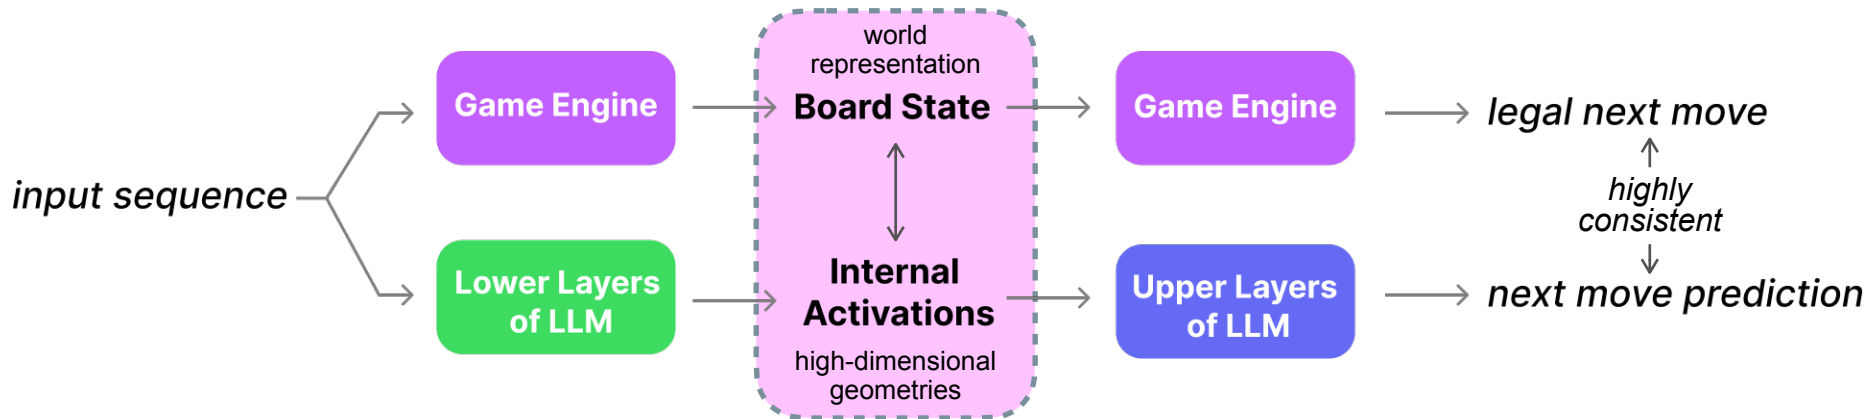 input sequence
Game Engine
Lower Layers
of LLM
world
representation
Board State
Internal
Activations
high-dimensional
geometries
Game Engine
Upper Layers
of LLM
legal next move
highly
consistent
next move prediction